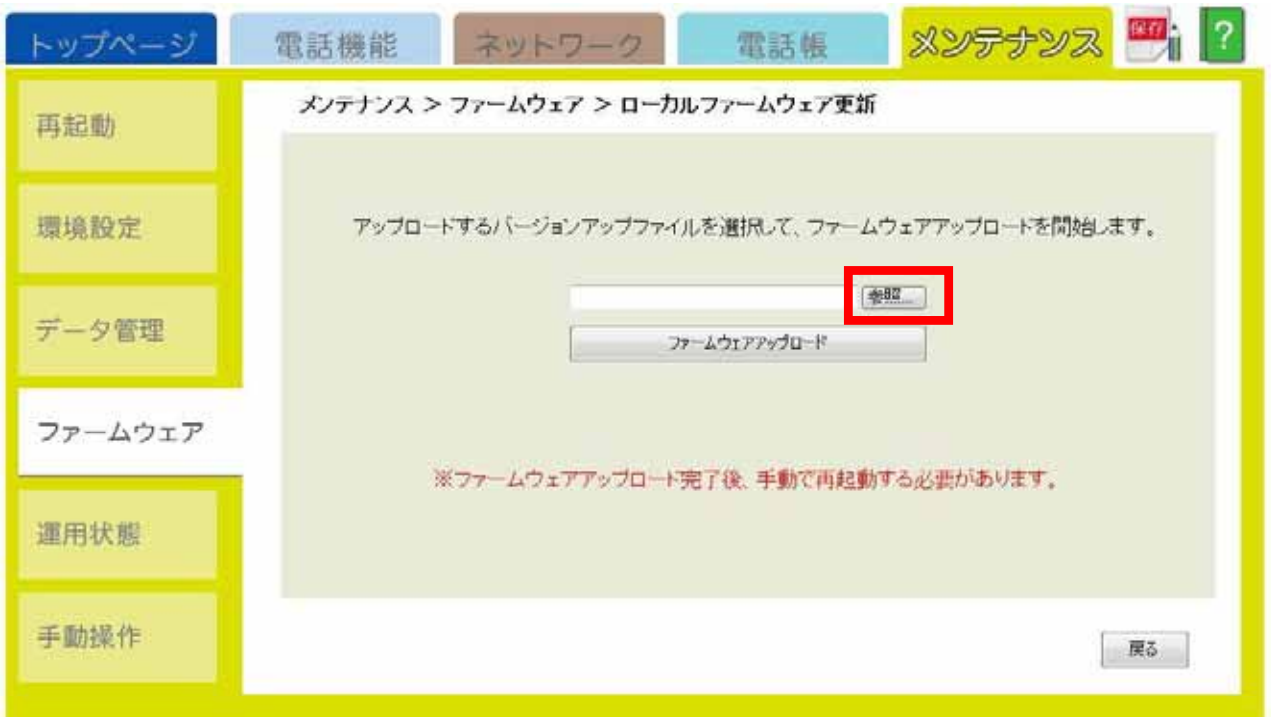 トップページ 電話機能 ネットワーク 電話帳 メンテナンス 保存 ?
メンテナンス > ファームウェア > ローカルファームウェア更新
再起動
環境設定
データ管理
ファームウェア
運用状態
手動操作
アップロードするバージョンアップファイルを選択して、ファームウェアアップロードを開始します。
参照...
ファームウェアアップロード
※ファームウェアアップロード完了後、手動で再起動する必要があります。
戻る